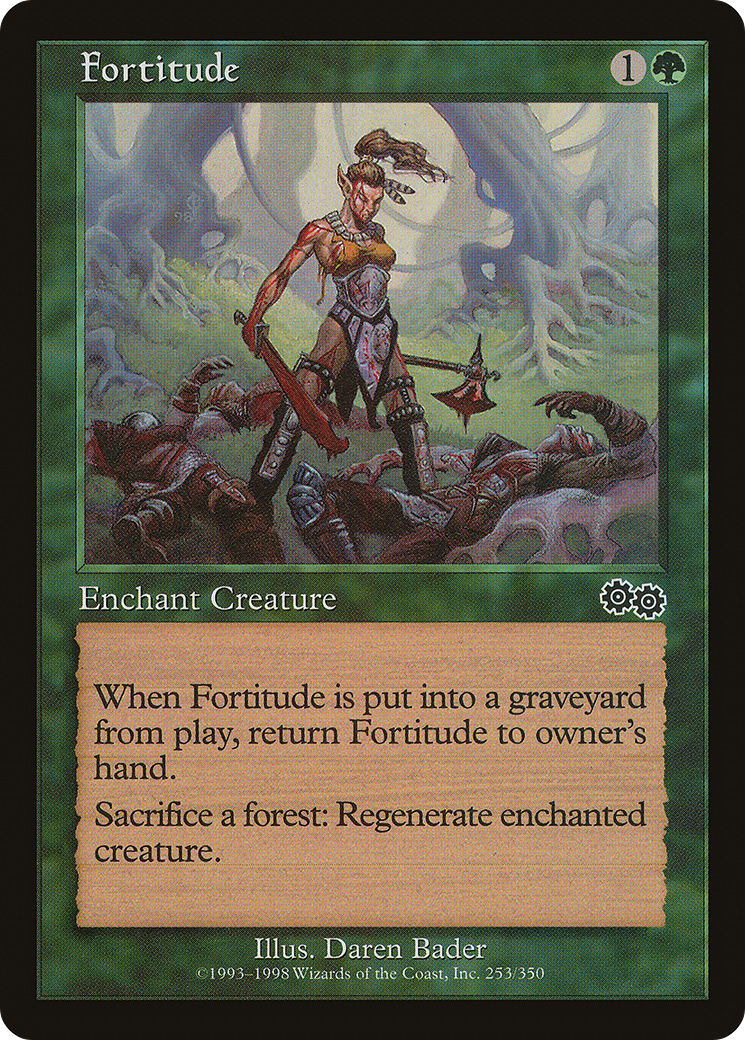 Fortitude
1
Enchant Creature
When Fortitude is put into a graveyard
from play, return Fortitude to owner's
hand.
Sacrifice a forest: Regenerate enchanted
creature.
Illus. Daren Bader
©1993–1998 Wizards of the Coast, Inc. 253/350